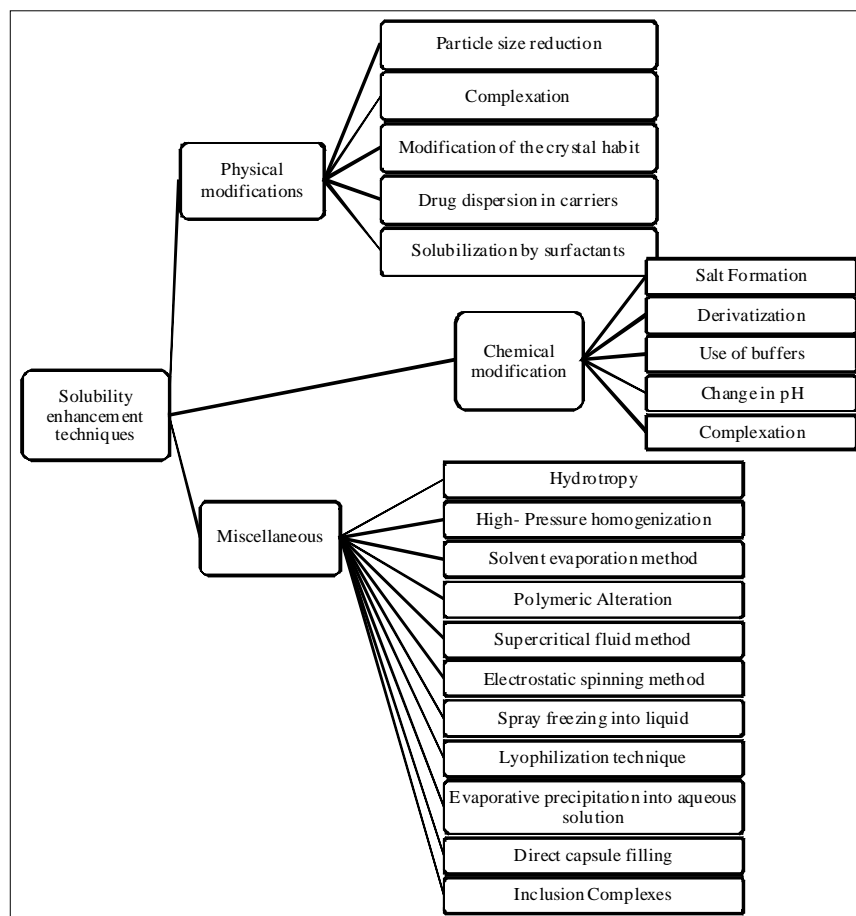 Particle size reduction
Complexation
Modification of the crystal habit
Drug dispersion in carriers
Solubilization by surfactants
Physical
modifications
Salt Formation
Derivatization
Use of buffers
Change in pH
Complexation
Chemical
modification
Solubility
enhancement
techniques
Miscellaneous
Hydrotropy
High- Pressure homogenization
Solvent evaporation method
Polymeric Alteration
Supercritical fluid method
Electrostatic spinning method
Spray freezing into liquid
Lyophilization technique
Evaporative precipitation into aqueous
solution
Direct capsule filling
Inclusion Complexes